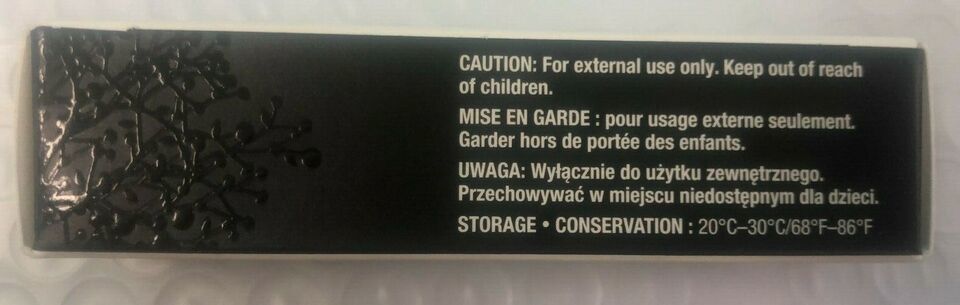 CAUTION: For external use only. Keep out of reach
of children.
MISE EN GARDE : pour usage externe seulement.
Garder hors de portée des enfants.
UWAGA: Wyłącznie do użytku zewnętrznego.
Przechowywać w miejscu niedostępnym dla dzieci.
STORAGE • CONSERVATION : 20°C–30°C/68°F–86°F